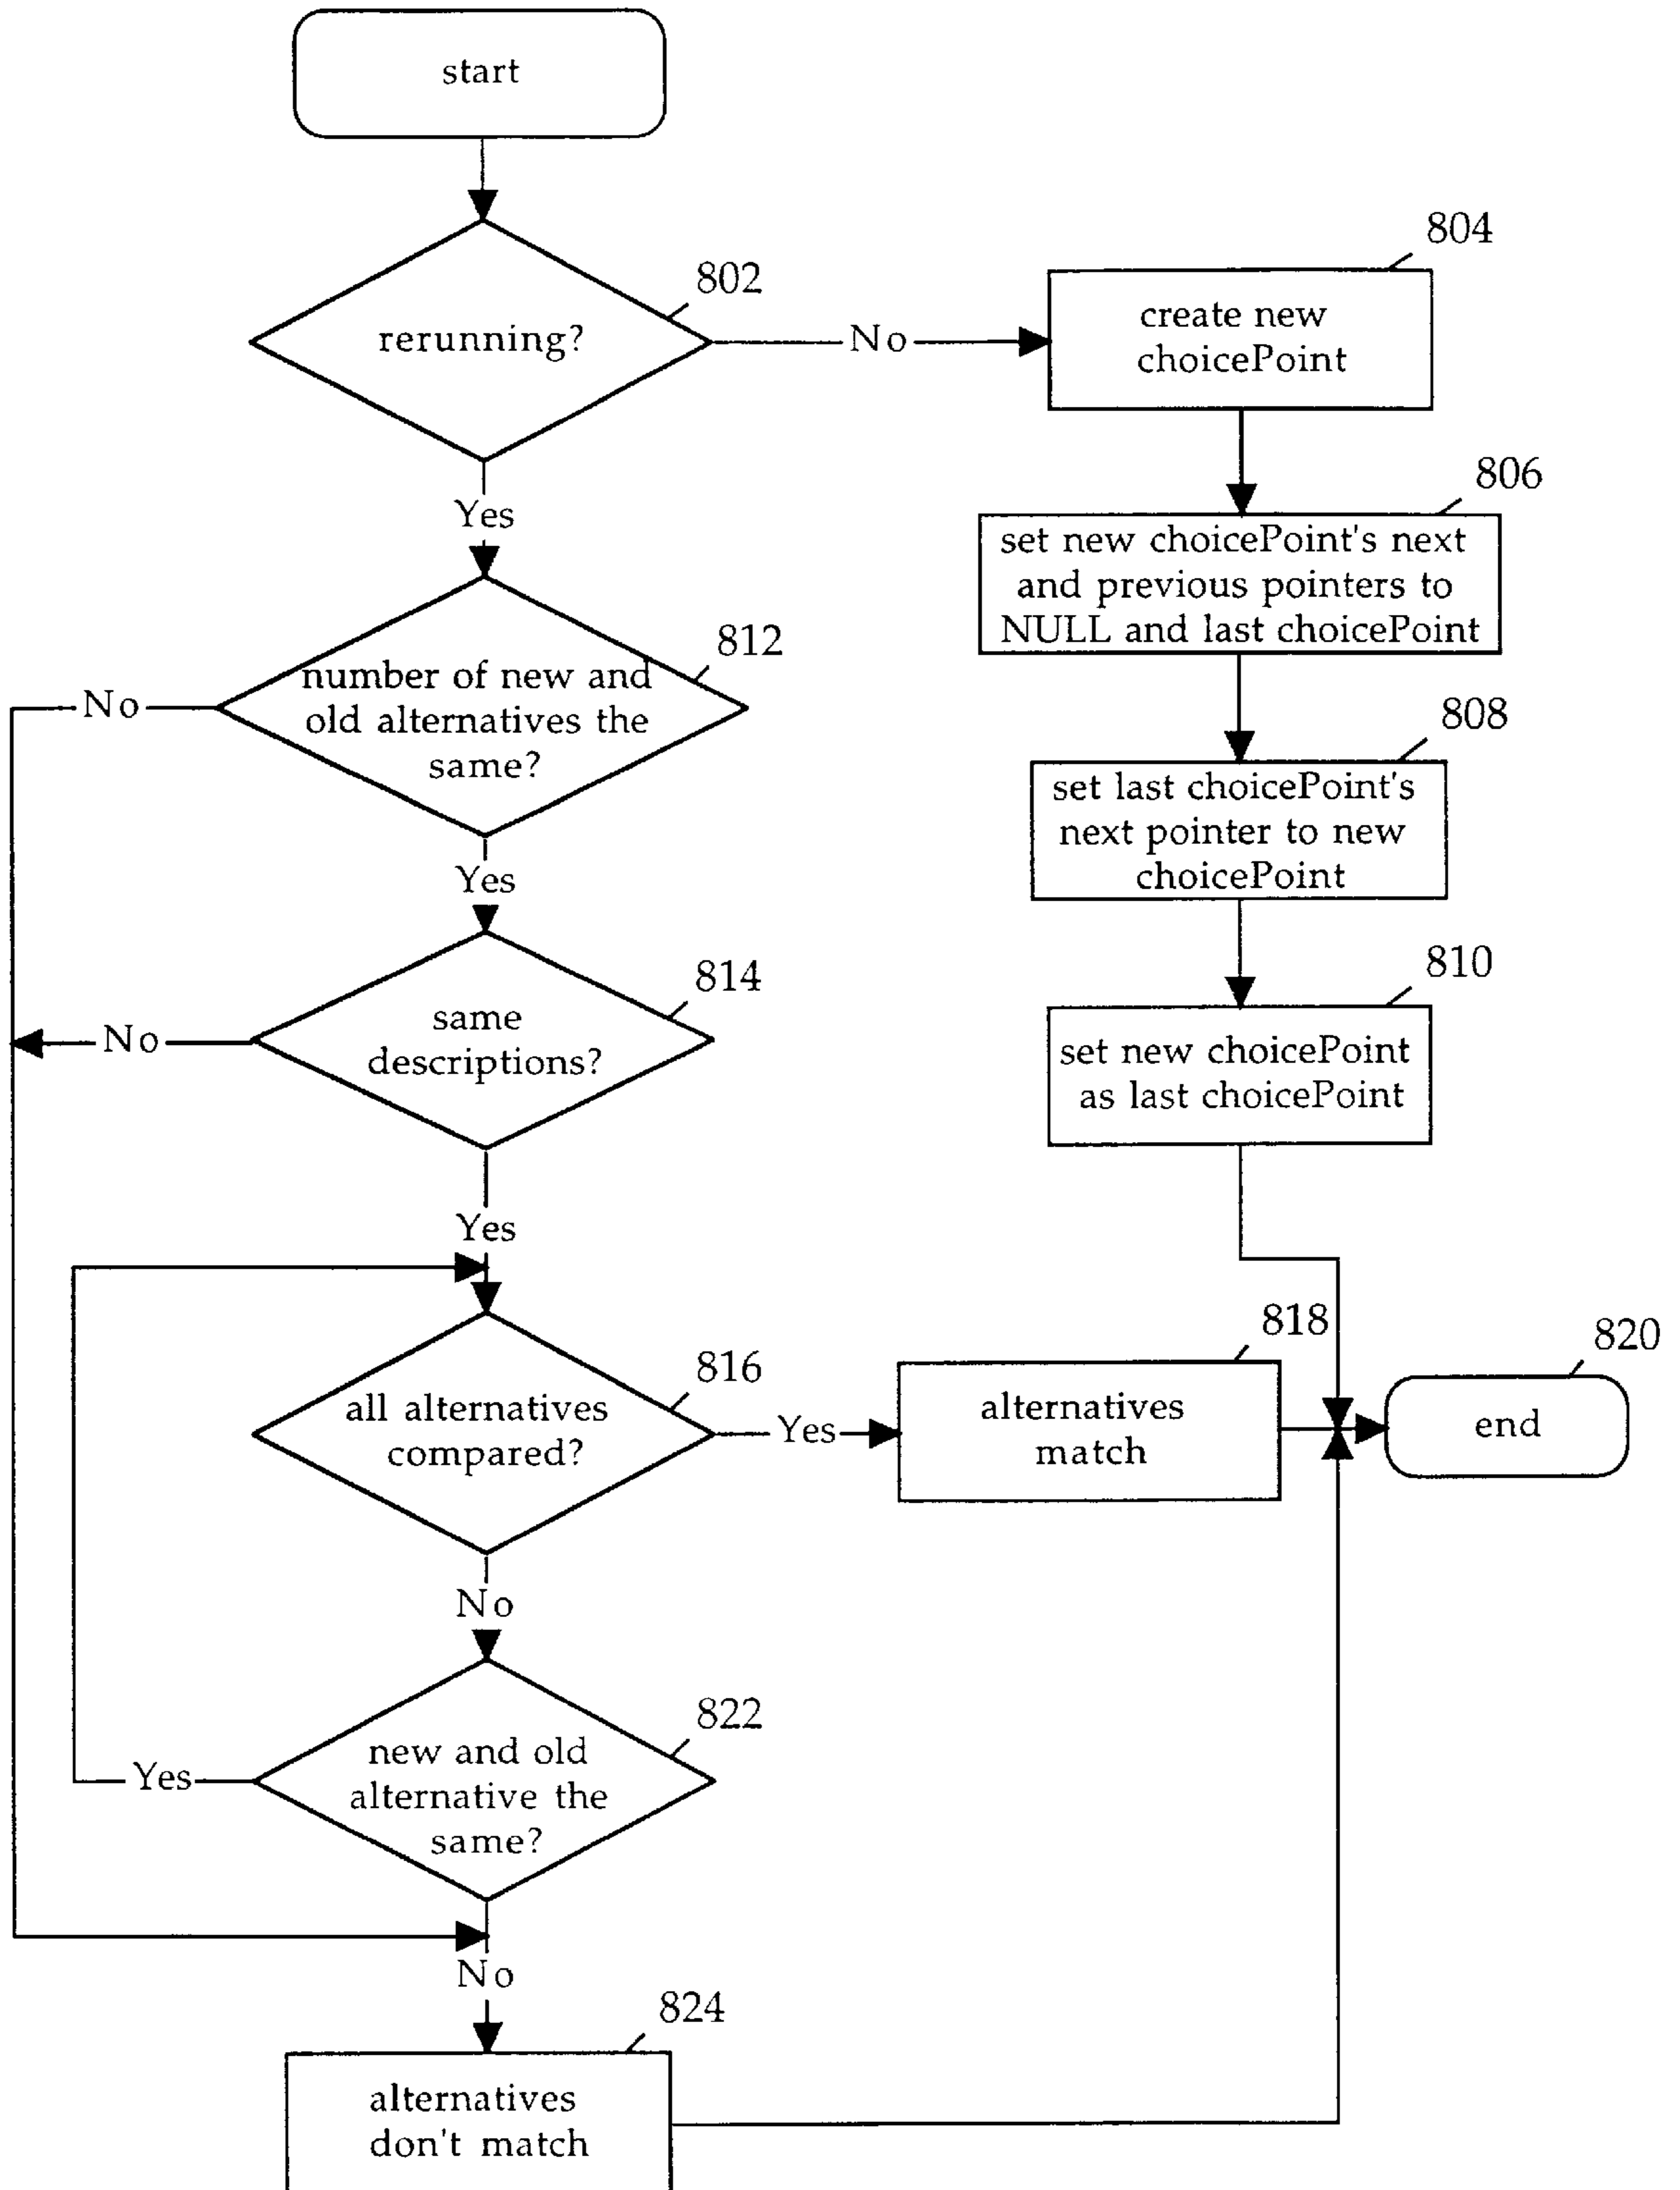 start
802
rerunning?
No
804
create new
choicePoint
Yes
806
set new choicePoint's next
and previous pointers to
NULL and last choicePoint
812
number of new and
old alternatives the
same?
No
808
set last choicePoint's
next pointer to new
choicePoint
Yes
814
same
descriptions?
No
810
set new choicePoint
as last choicePoint
Yes
816
all alternatives
compared?
Yes
818
alternatives
match
820
end
No
822
new and old
alternative the
same?
Yes
No
824
alternatives
don't match